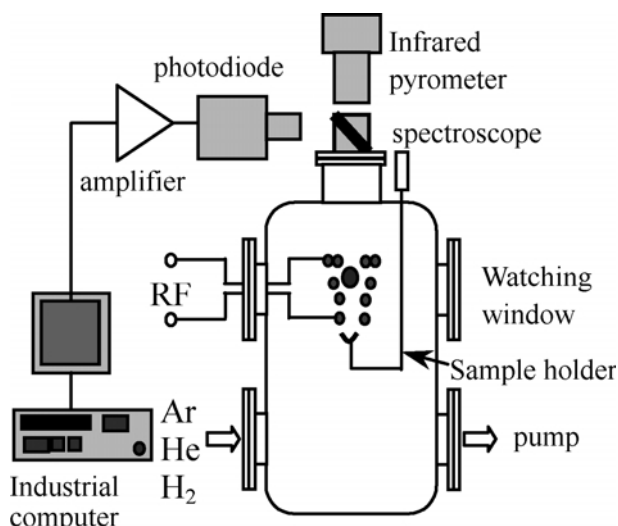 Infrared
pyrometer
photodiode
spectroscope
amplifier
RF
Watching
window
Sample holder
Ar
He
H₂
pump
Industrial
computer